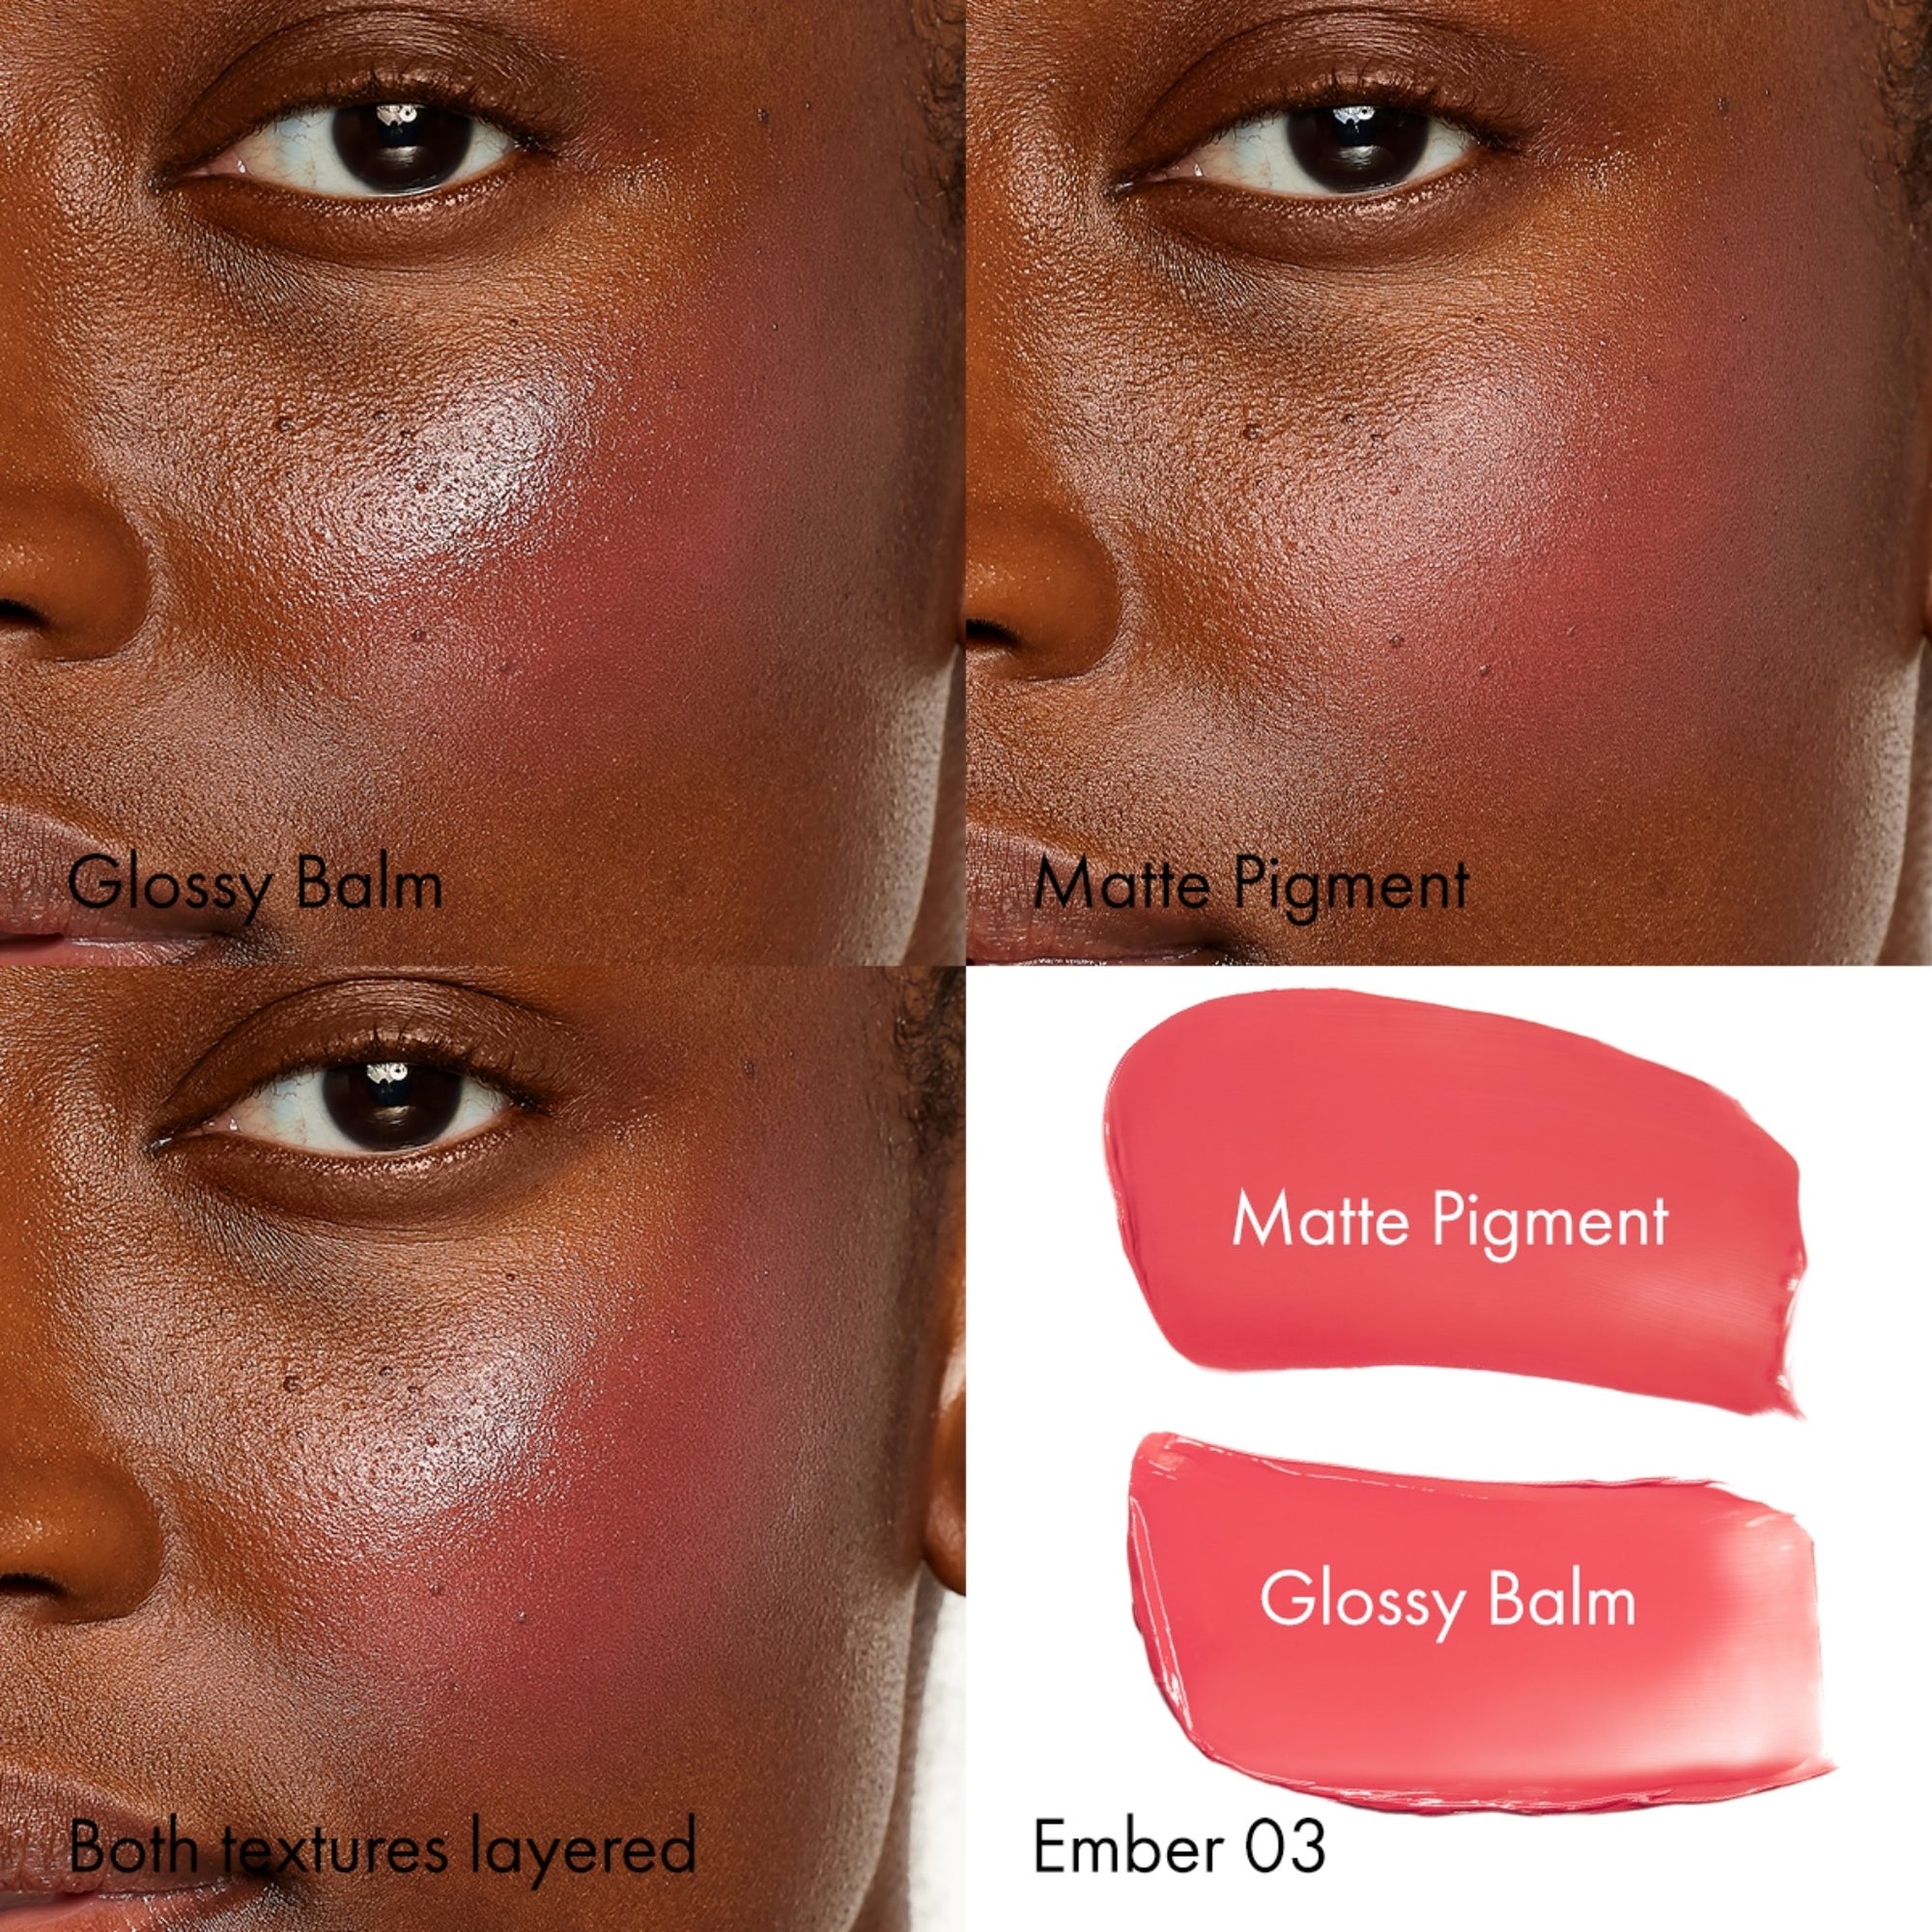 Glossy Balm
Matte Pigment
Both textures layered
Matte Pigment
Glossy Balm
Ember 03